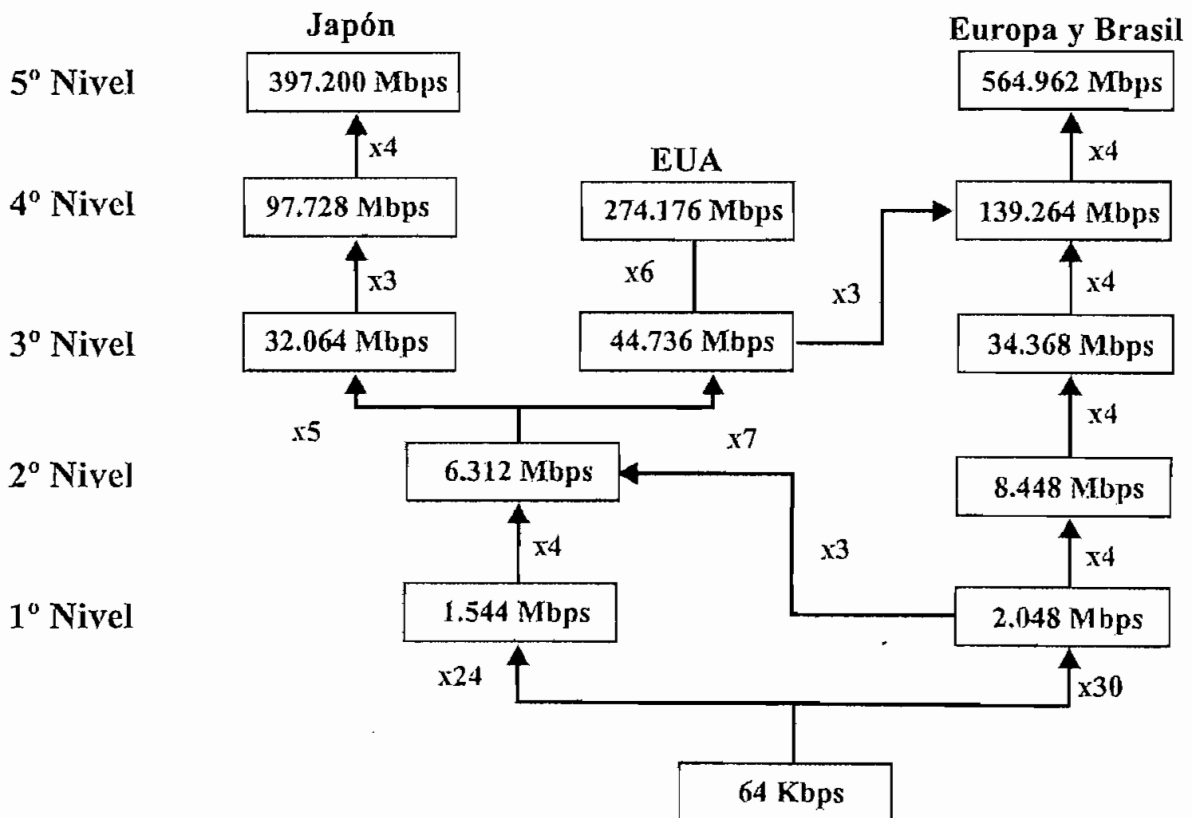 Japón
Europa y Brasil
5º Nivel
397.200 Mbps
564.962 Mbps
x4
x4
EUA
4º Nivel
97.728 Mbps
274.176 Mbps
139.264 Mbps
x3
x6
x3
x4
3º Nivel
32.064 Mbps
44.736 Mbps
34.368 Mbps
x5
x7
x4
2º Nivel
6.312 Mbps
8.448 Mbps
x4
x3
x4
1º Nivel
1.544 Mbps
2.048 Mbps
x24
x30
64 Kbps